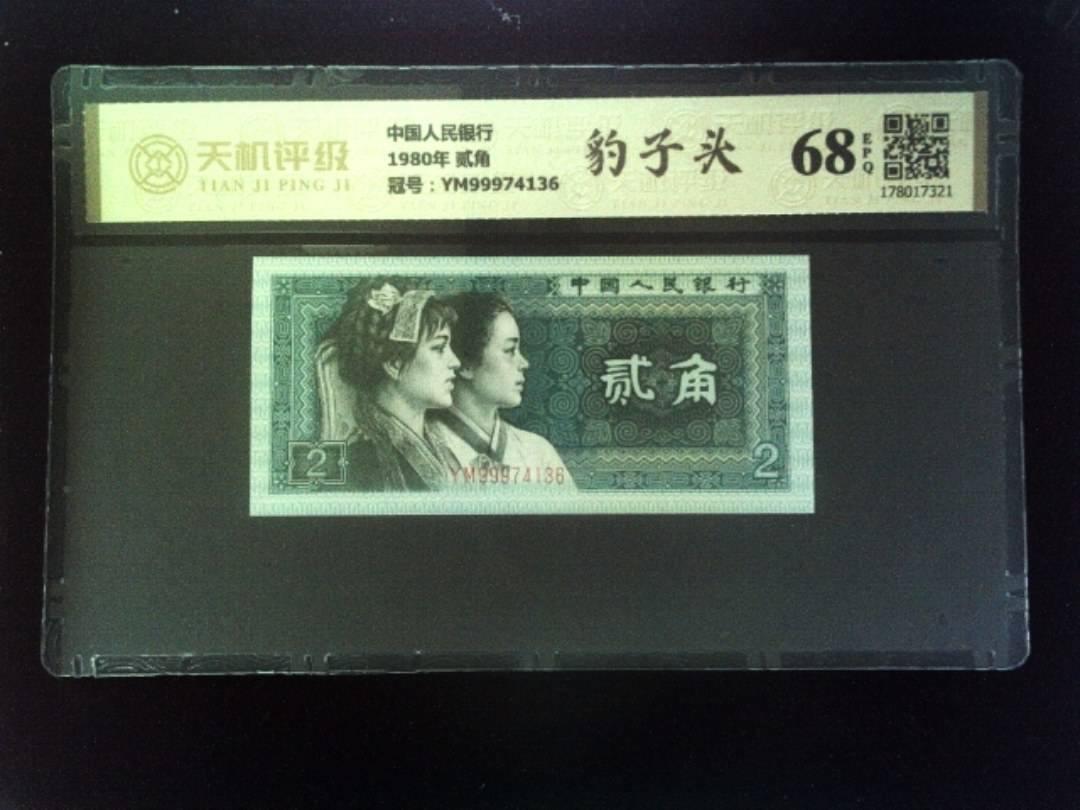 天机评级
TIAN JI PING JI
中国人民银行
1980年 贰角
冠号：YM99974136
豹子头
68
EPQ
178017321
中国人民银行
贰角
2
YM99974136
2